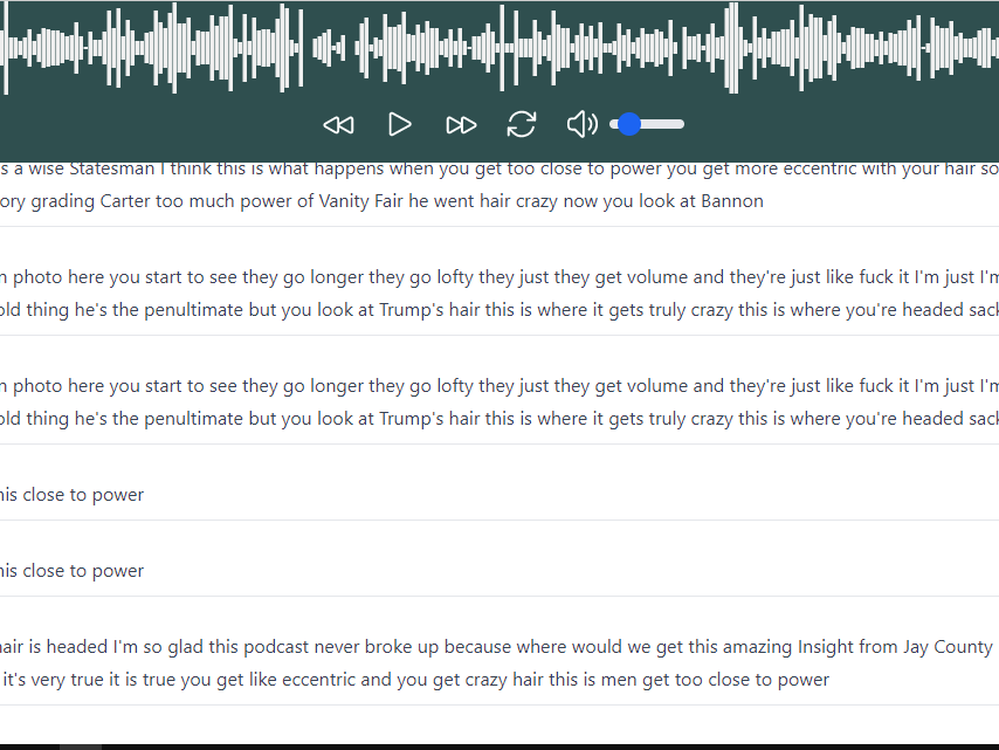 s a wise Statesman I think this is what happens when you get too close to power you get more eccentric with your hair so
ory grading Carter too much power of Vanity Fair he went hair crazy now you look at Bannon
n photo here you start to see they go longer they go lofty they just they get volume and they're just like fuck it I'm just I'm
old thing he's the penultimate but you look at Trump's hair this is where it gets truly crazy this is where you're headed sack
n photo here you start to see they go longer they go lofty they just they get volume and they're just like fuck it I'm just I'm
old thing he's the penultimate but you look at Trump's hair this is where it gets truly crazy this is where you're headed sack
his close to power
his close to power
hair is headed I'm so glad this podcast never broke up because where would we get this amazing Insight from Jay County
it's very true it is true you get like eccentric and you get crazy hair this is men get too close to power